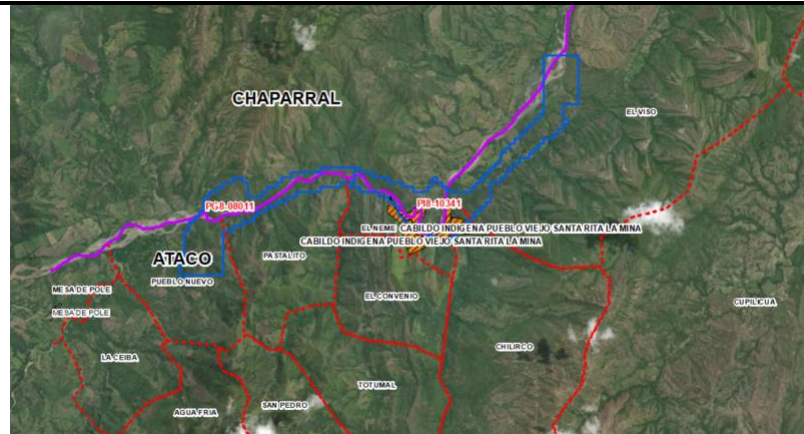 CHAPARRAL
EL VISO
PG8-08011
PI8-10341
EL NEME
CABILDO INDIGENA PUEBLO VIEJO SANTA RITA LA MINA
CABILDO INDIGENA PUEBLO VIEJO SANTA RITA LA MINA
ATACO
PASTALITO
PUEBLO NUEVO
MESA DE POLE
EL CONVENIO
CUPILICUA
MESA DE POLE
CHILIRCO
LA CEIBA
TOTUMAL
SAN PEDRO
AGUA FRIA